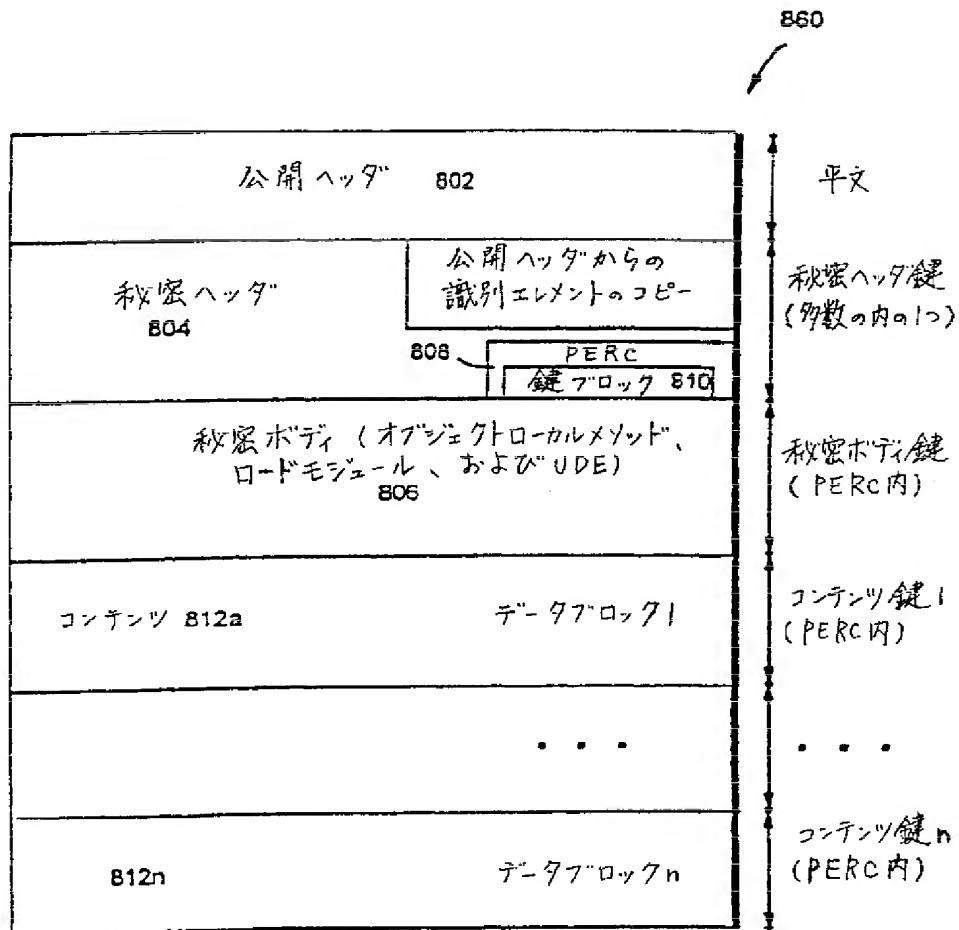 860
公開ヘッダ 802
平文
秘密ヘッダ
804
公開ヘッダからの
識別エレメントのコピー
秘密ヘッダ鍵
(多数の内の1つ)
808
PERC
鍵ブロック 810
秘密ボディ (オブジェクトローカルメソッド、
ロードモジュール、およびUDE)
806
秘密ボディ鍵
(PERC内)
コンテンツ 812a
データブロック1
コンテンツ鍵1
(PERC内)
・・・
・・・
812n
データブロックn
コンテンツ鍵n
(PERC内)